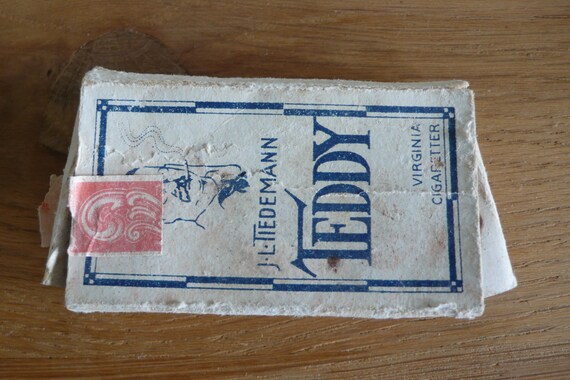 J.L. TIEDEMANN
TEDDY
VIRGINIA
CIGARETTER